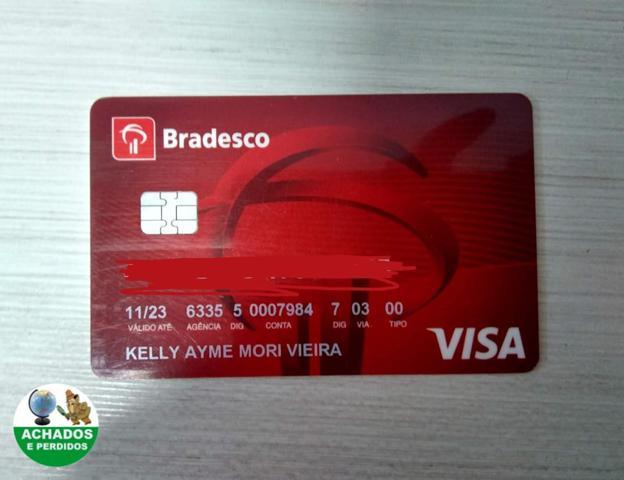 Bradesco
11/23 6335 5 0007984 7 03 00
VÁLIDO ATÉ AGÊNCIA DIG CONTA DIG VIA TIPO
KELLY AYME MORI VIEIRA
VISA
ACHADOS
E PERDIDOS